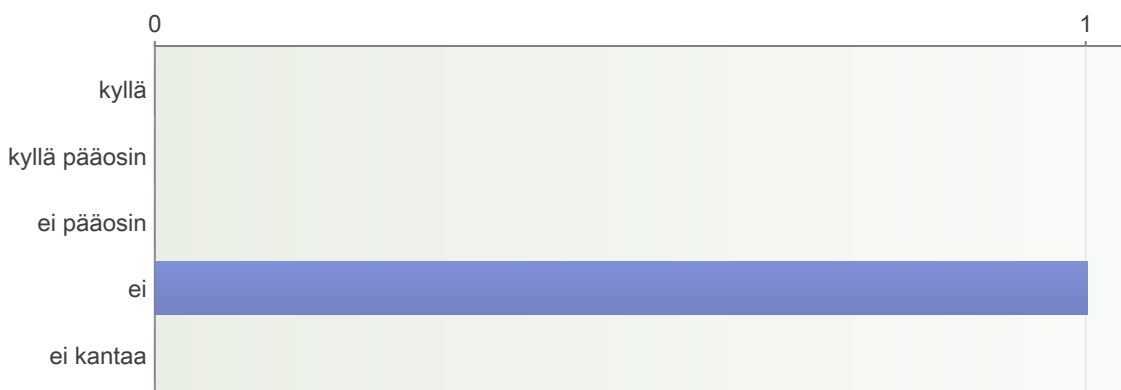 0 1
kyllä
kyllä pääosin
ei pääosin
ei
ei kantaa